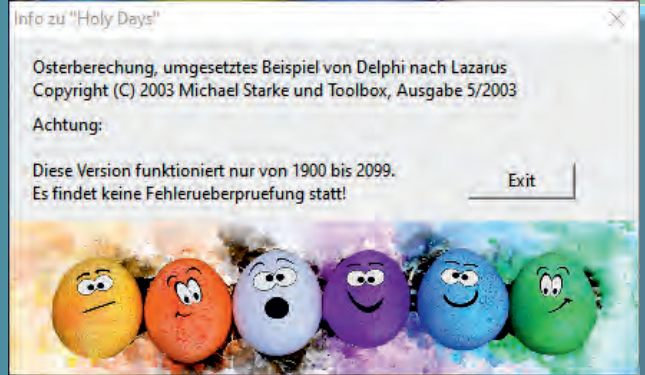 Info zu "Holy Days"
Osterberechung, umgesetztes Beispiel von Delphi nach Lazarus
Copyright (C) 2003 Michael Starke und Toolbox, Ausgabe 5/2003
Achtung:
Diese Version funktioniert nur von 1900 bis 2099.
Es findet keine Fehlerueberpruefung statt!
Exit